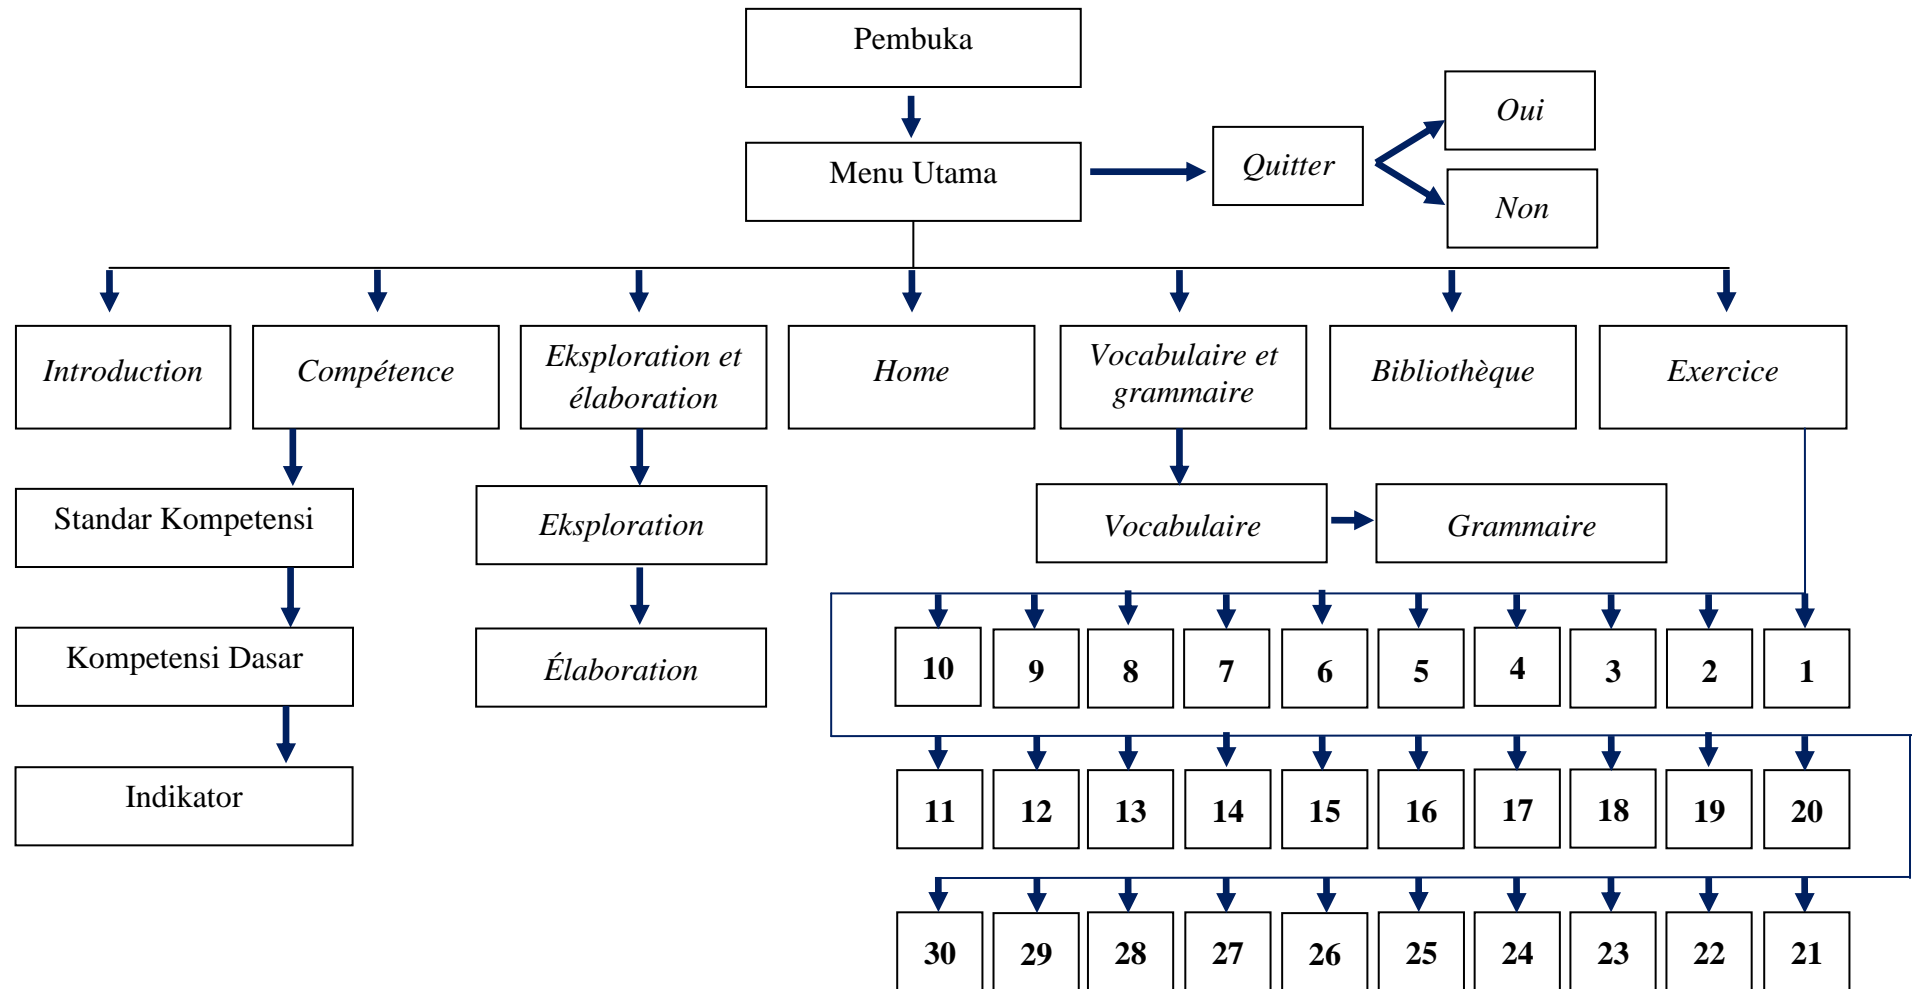 Pembuka
Oui
Menu Utama
Quitter
Non
Introduction
Compétence
Eksploration et
élaboration
Home
Vocabulaire et
grammaire
Bibliothèque
Exercice
Standar Kompetensi
Eksploration
Vocabulaire
Grammaire
Kompetensi Dasar
Élaboration
10 9 8 7 6 5 4 3 2 1
Indikator
11 12 13 14 15 16 17 18 19 20
30 29 28 27 26 25 24 23 22 21